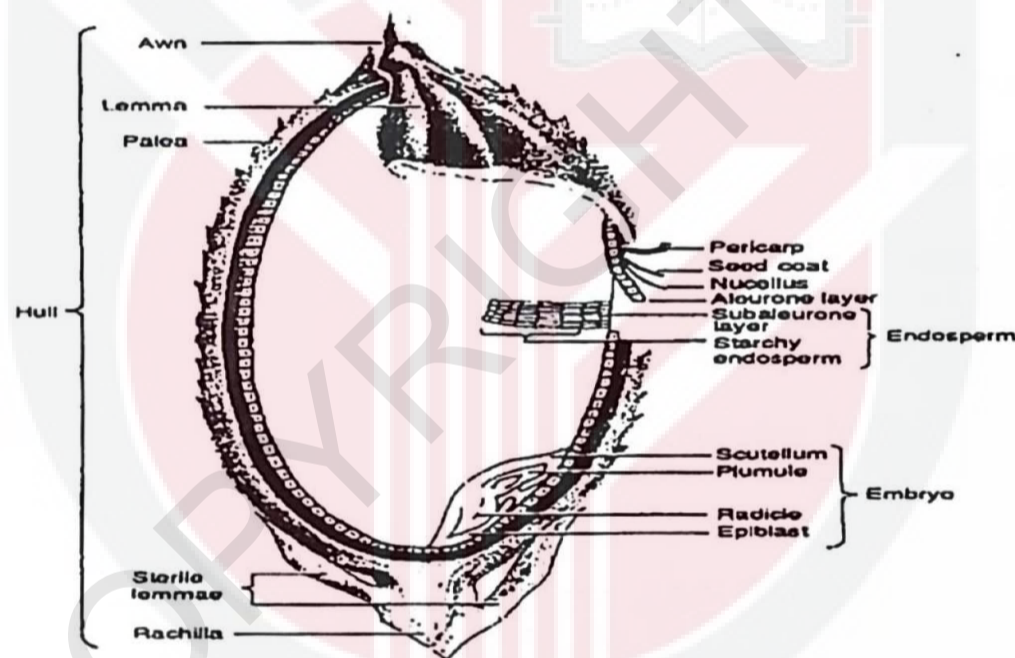 Awn
Lemma
Palea
Hull
Pericarp
Seed coat
Nucellus
Aleurone layer
Subaleurone
layer
Starchy
endosperm
Endosperm
Scutellum
Plumule
Radicle
Epiblast
Embryo
Sterile
lemmae
Rachilla
COPYRIGHT